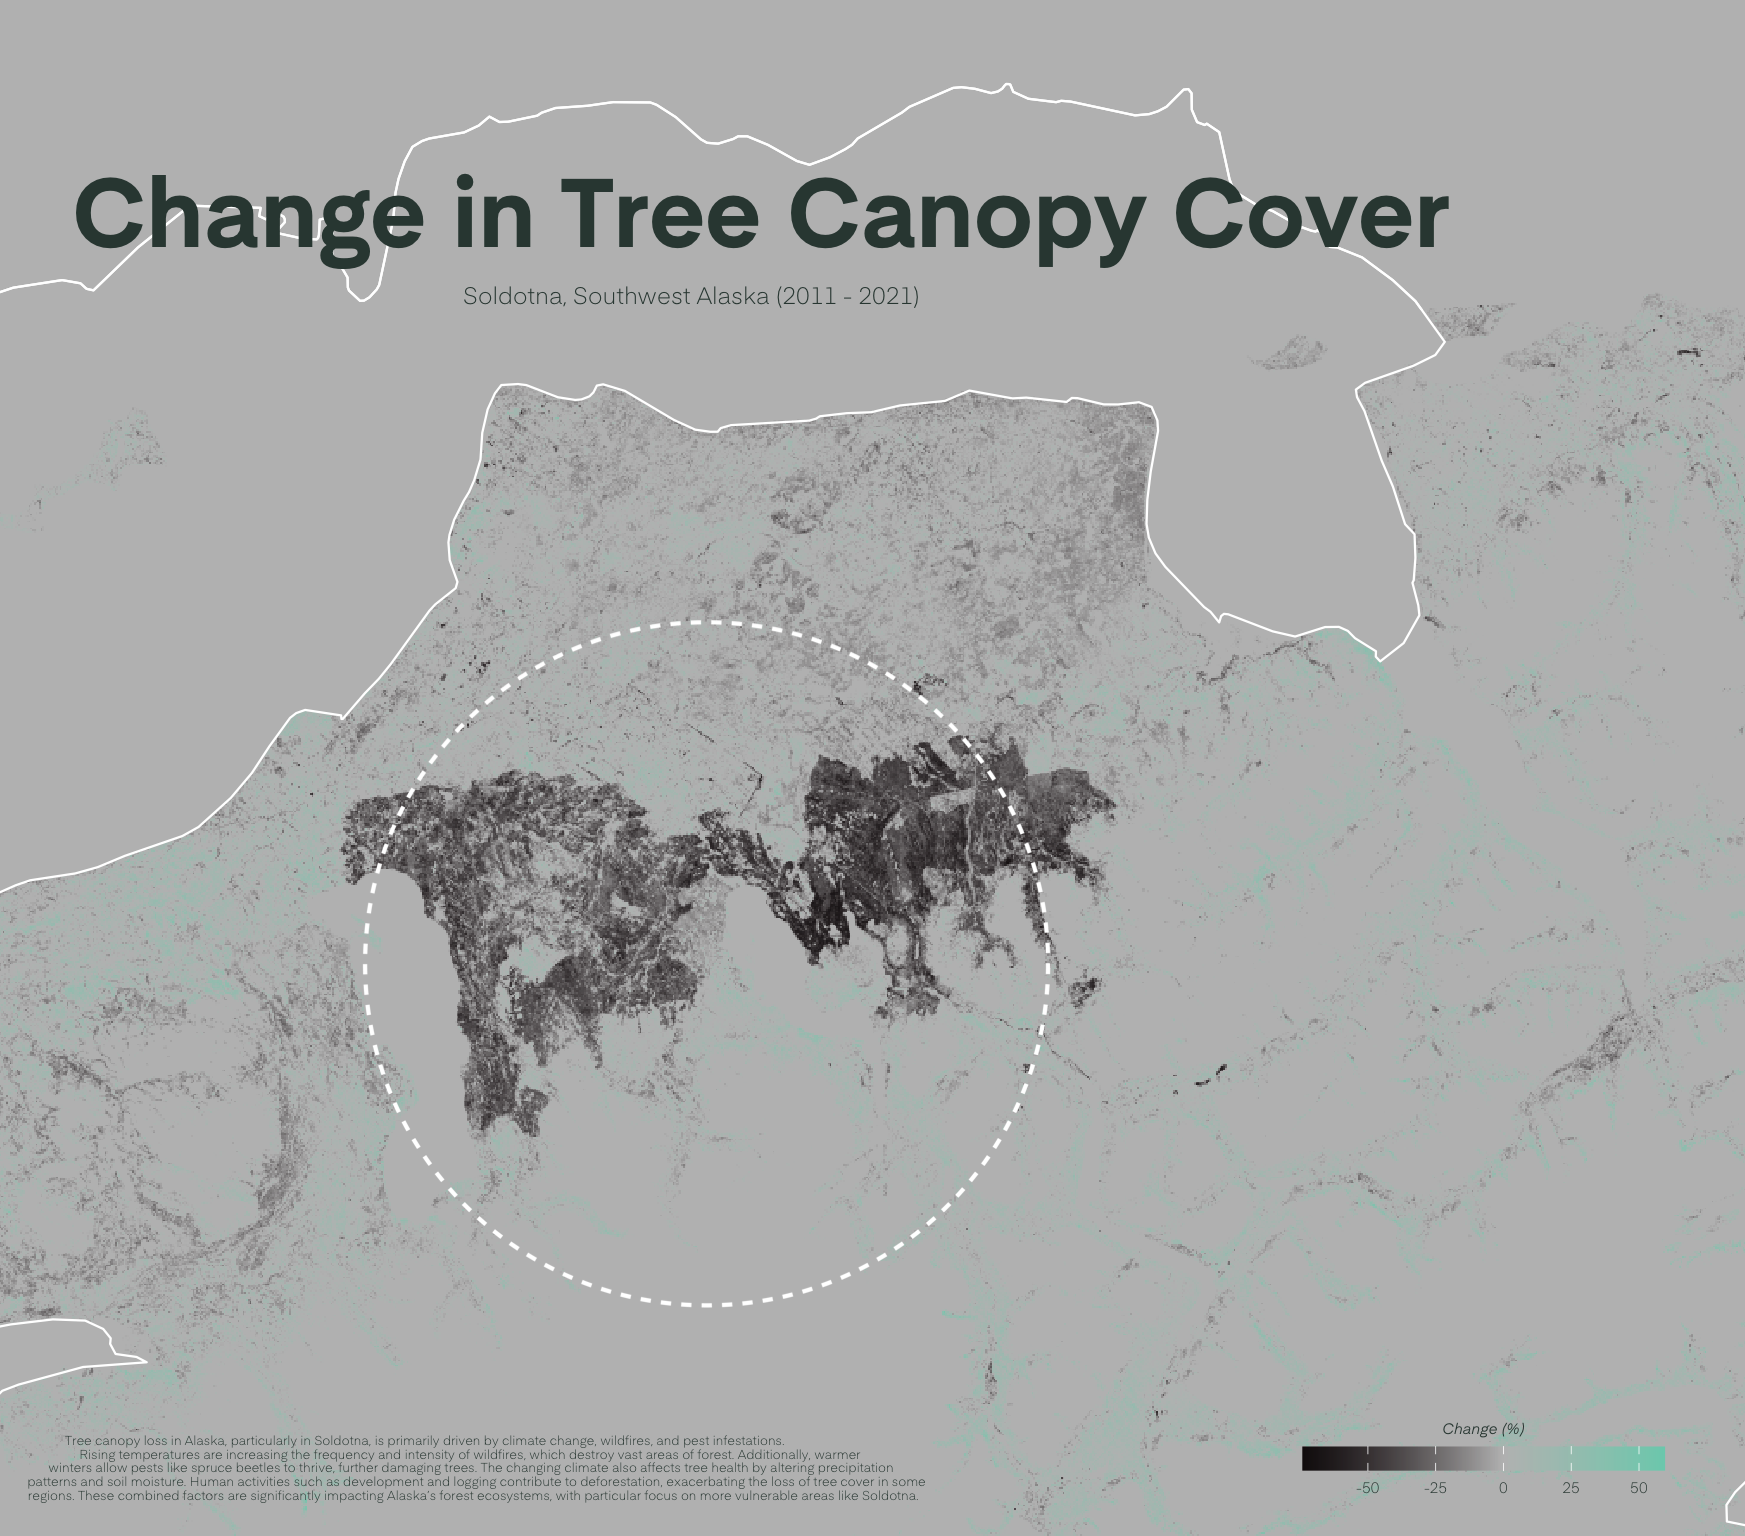 Change in Tree Canopy Cover
Soldotna, Southwest Alaska (2011 - 2021)
Tree canopy loss in Alaska, particularly in Soldotna, is primarily driven by climate change, wildfires, and pest infestations.
Rising temperatures are increasing the frequency and intensity of wildfires, which destroy vast areas of forest. Additionally, warmer
winters allow pests like spruce beetles to thrive, further damaging trees. The changing climate also affects tree health by altering precipitation
patterns and soil moisture. Human activities such as development and logging contribute to deforestation, exacerbating the loss of tree cover in some
regions. These combined factors are significantly impacting Alaska's forest ecosystems, with particular focus on more vulnerable areas like Soldotna.
Change (%)
-50 -25 0 25 50